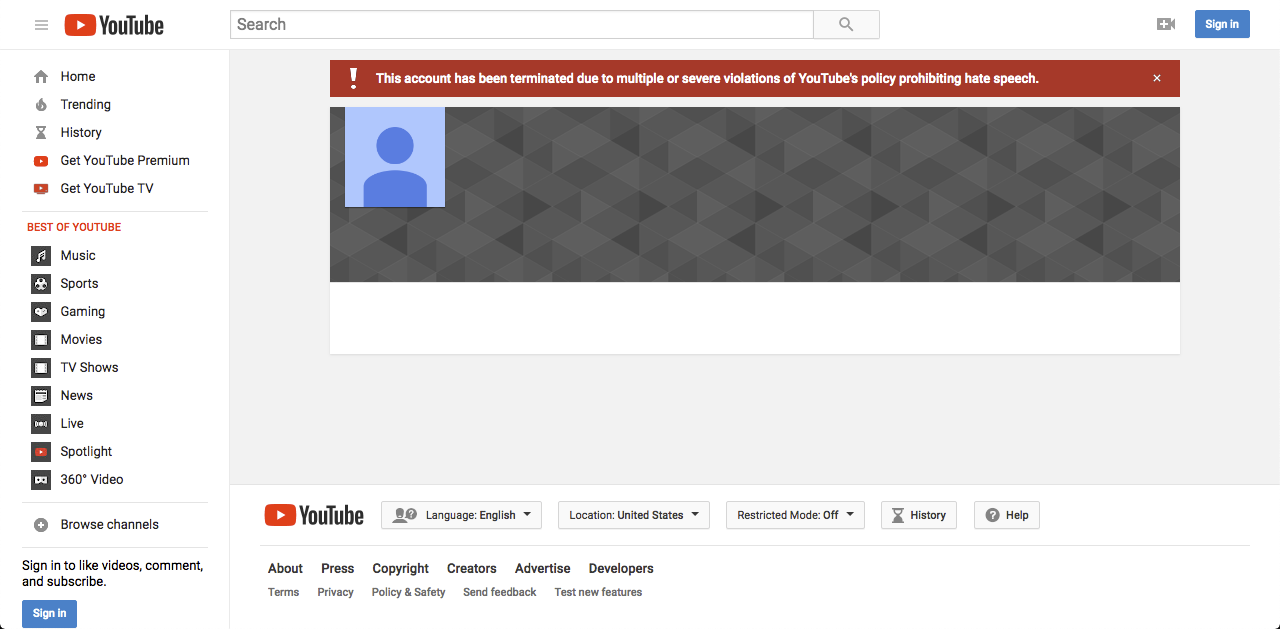 YouTube
Search
Sign in
Home
Trending
History
Get YouTube Premium
Get YouTube TV
BEST OF YOUTUBE
Music
Sports
Gaming
Movies
TV Shows
News
Live
Spotlight
360° Video
Browse channels
Sign in to like videos, comment,
and subscribe.
Sign in
This account has been terminated due to multiple or severe violations of YouTube's policy prohibiting hate speech.
YouTube Language: English Location: United States Restricted Mode: Off History Help
About Press Copyright Creators Advertise Developers
Terms Privacy Policy & Safety Send feedback Test new features